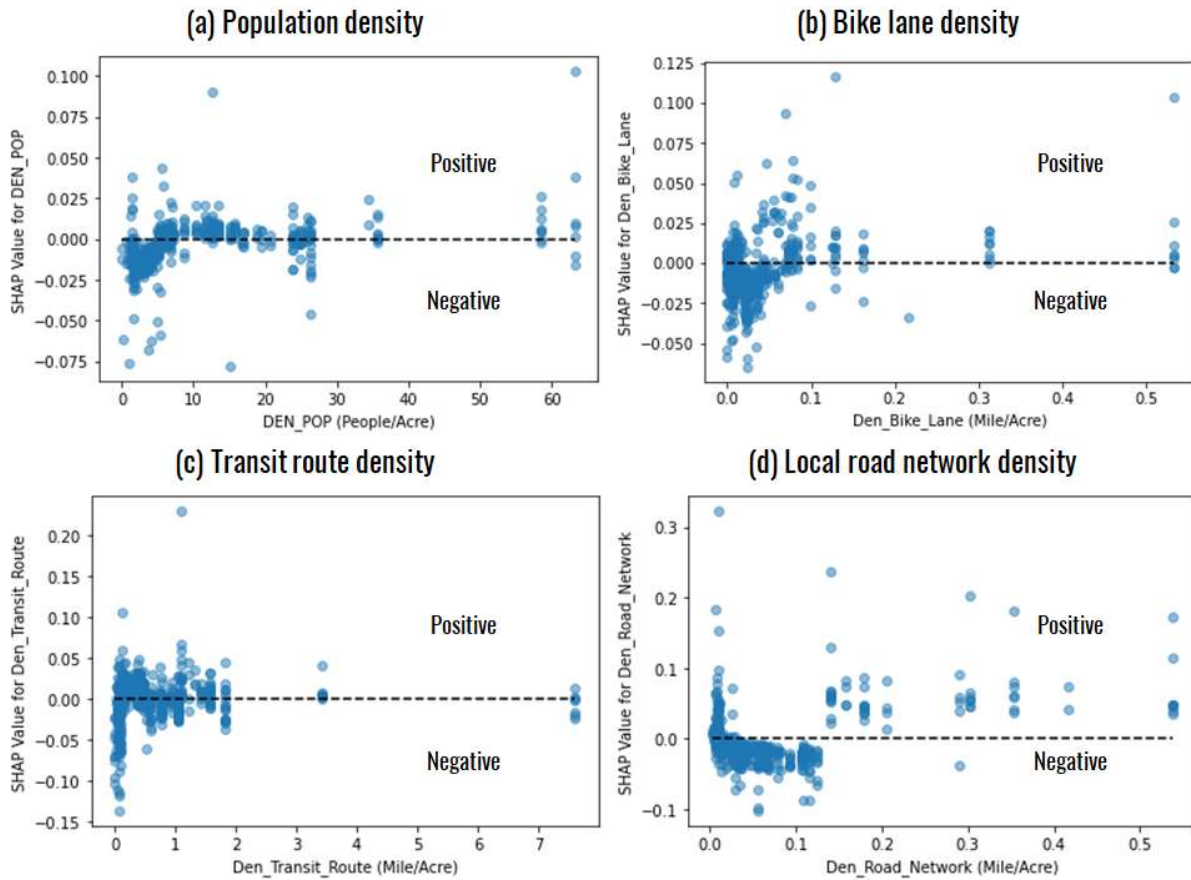 (a) Population density
SHAP Value for DEN_POP
0.100
0.075
0.050
0.025
0.000
−0.025
−0.050
−0.075
Positive
Negative
0 10 20 30 40 50 60
DEN_POP (People/Acre)
(b) Bike lane density
SHAP Value for Den_Bike_Lane
0.125
0.100
0.075
0.050
0.025
0.000
−0.025
−0.050
Positive
Negative
0.0 0.1 0.2 0.3 0.4 0.5
Den_Bike_Lane (Mile/Acre)
(c) Transit route density
SHAP Value for Den_Transit_Route
0.20
0.15
0.10
0.05
0.00
−0.05
−0.10
−0.15
Positive
Negative
0 1 2 3 4 5 6 7
Den_Transit_Route (Mile/Acre)
(d) Local road network density
SHAP Value for Den_Road_Network
0.3
0.2
0.1
0.0
−0.1
Positive
Negative
0.0 0.1 0.2 0.3 0.4 0.5
Den_Road_Network (Mile/Acre)